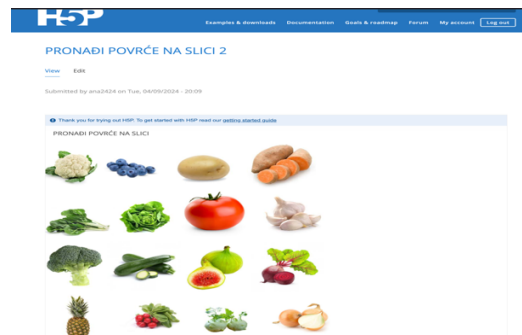 H5P
Examples & downloads Documentation Goals & roadmap Forum My account Log out
PRONAĐI POVRĆE NA SLICI 2
View Edit
Submitted by ana2424 on Tue, 04/09/2024 - 20:09
Thank you for trying out H5P. To get started with H5P read our getting started guide
PRONAĐI POVRĆE NA SLICI